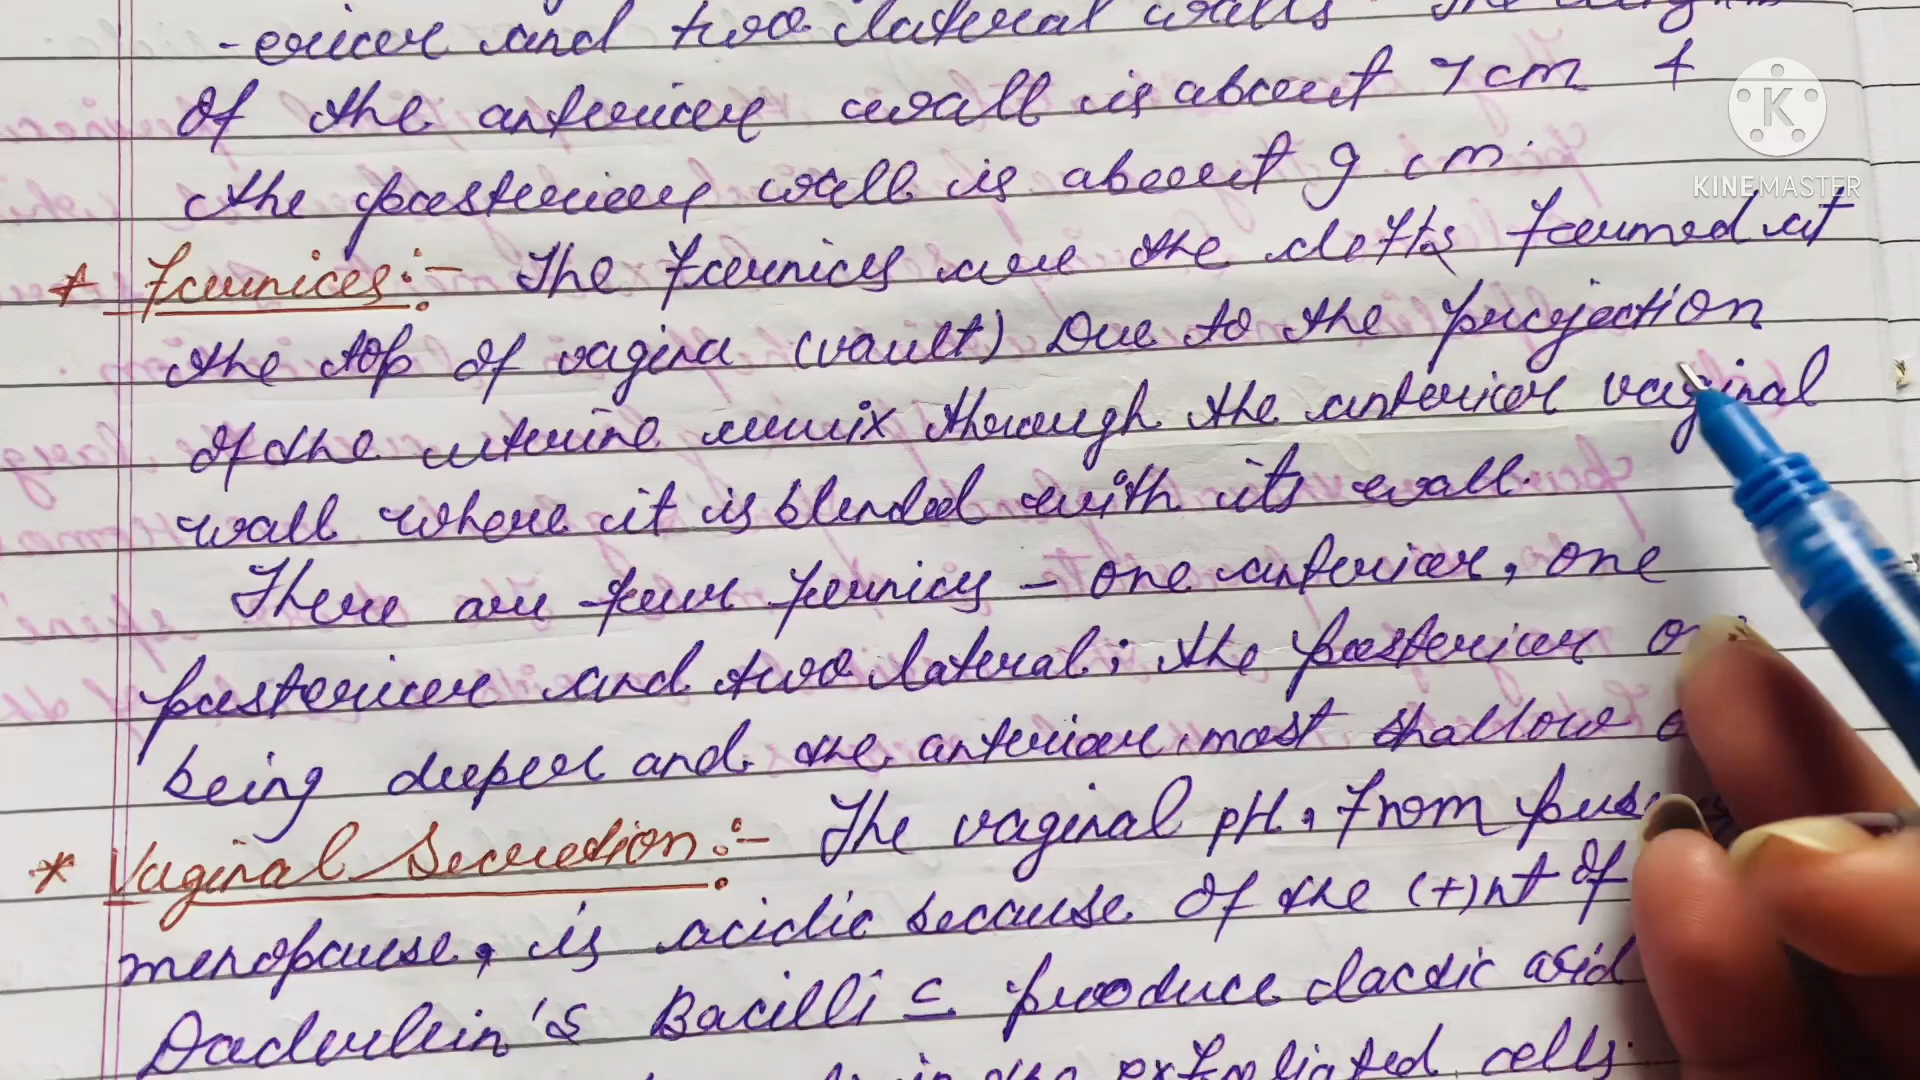 -erior and two lateral walls. The length
of the anterior wall is about 7 cm &
the posterior wall is about 9 cm.
* Fornices:- The fornices are the clefts formed at
the top of vagina (vault) Due to the projection
of the uterine cervix through the anterior vaginal
wall where it is blended with its wall.
There are four fornices - one anterior, one
posterior and two lateral; the posterior
being deeper and the anterior most shallow
* Vaginal Secretion:- The vaginal pH, from
menopause, is acidic because of the (+)nt of
Daderlein's Bacilli c̲ produce lactic acid
exfoliated cells.
KINEMASTER